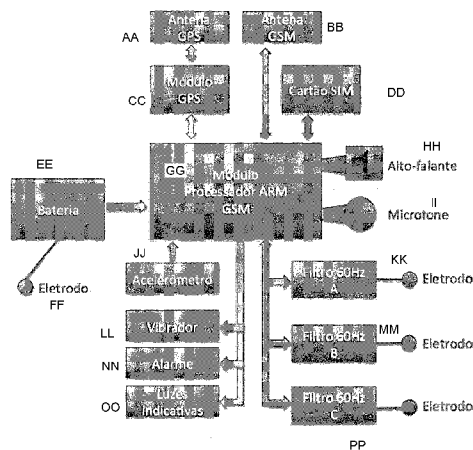 AA
Antena
GPS
Antena
GSM
BB
CC
Módulo
GPS
Cartão SIM
DD
EE
GG
Módulo
Processador ARM
GSM
HH
Alto-falante
Bateria
II
Microfone
JJ
Acelerômetro
Eletrodo
FF
KK
Filtro 60Hz
A
Eletrodo
LL
Vibrador
MM
Filtro 60Hz
B
Eletrodo
NN
Alarme
OO
Luzes
Indicativas
Filtro 60Hz
C
Eletrodo
PP